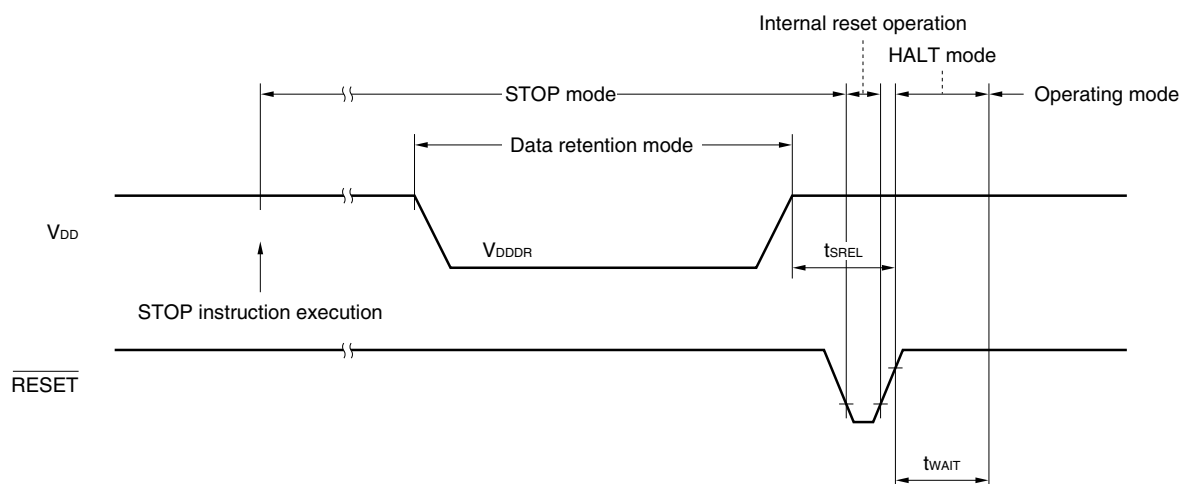 Internal reset operation
HALT mode
STOP mode
Operating mode
Data retention mode
VDD
VDDDR
tSREL
STOP instruction execution
RESET
tWAIT